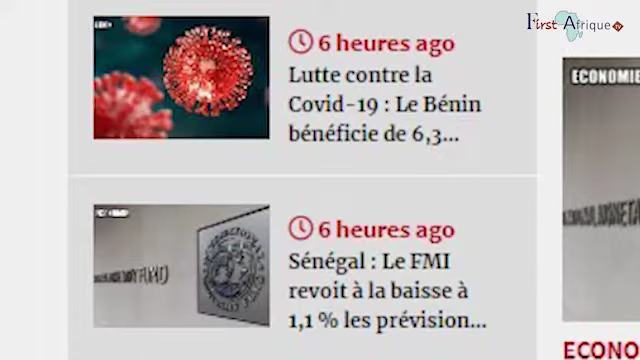 First Afrique tv
6 heures ago
Lutte contre la
Covid-19 : Le Bénin
bénéficie de 6,3...
ECONOMIE
6 heures ago
Sénégal : Le FMI
revoit à la baisse à
1,1 % les prévision...
ECONO